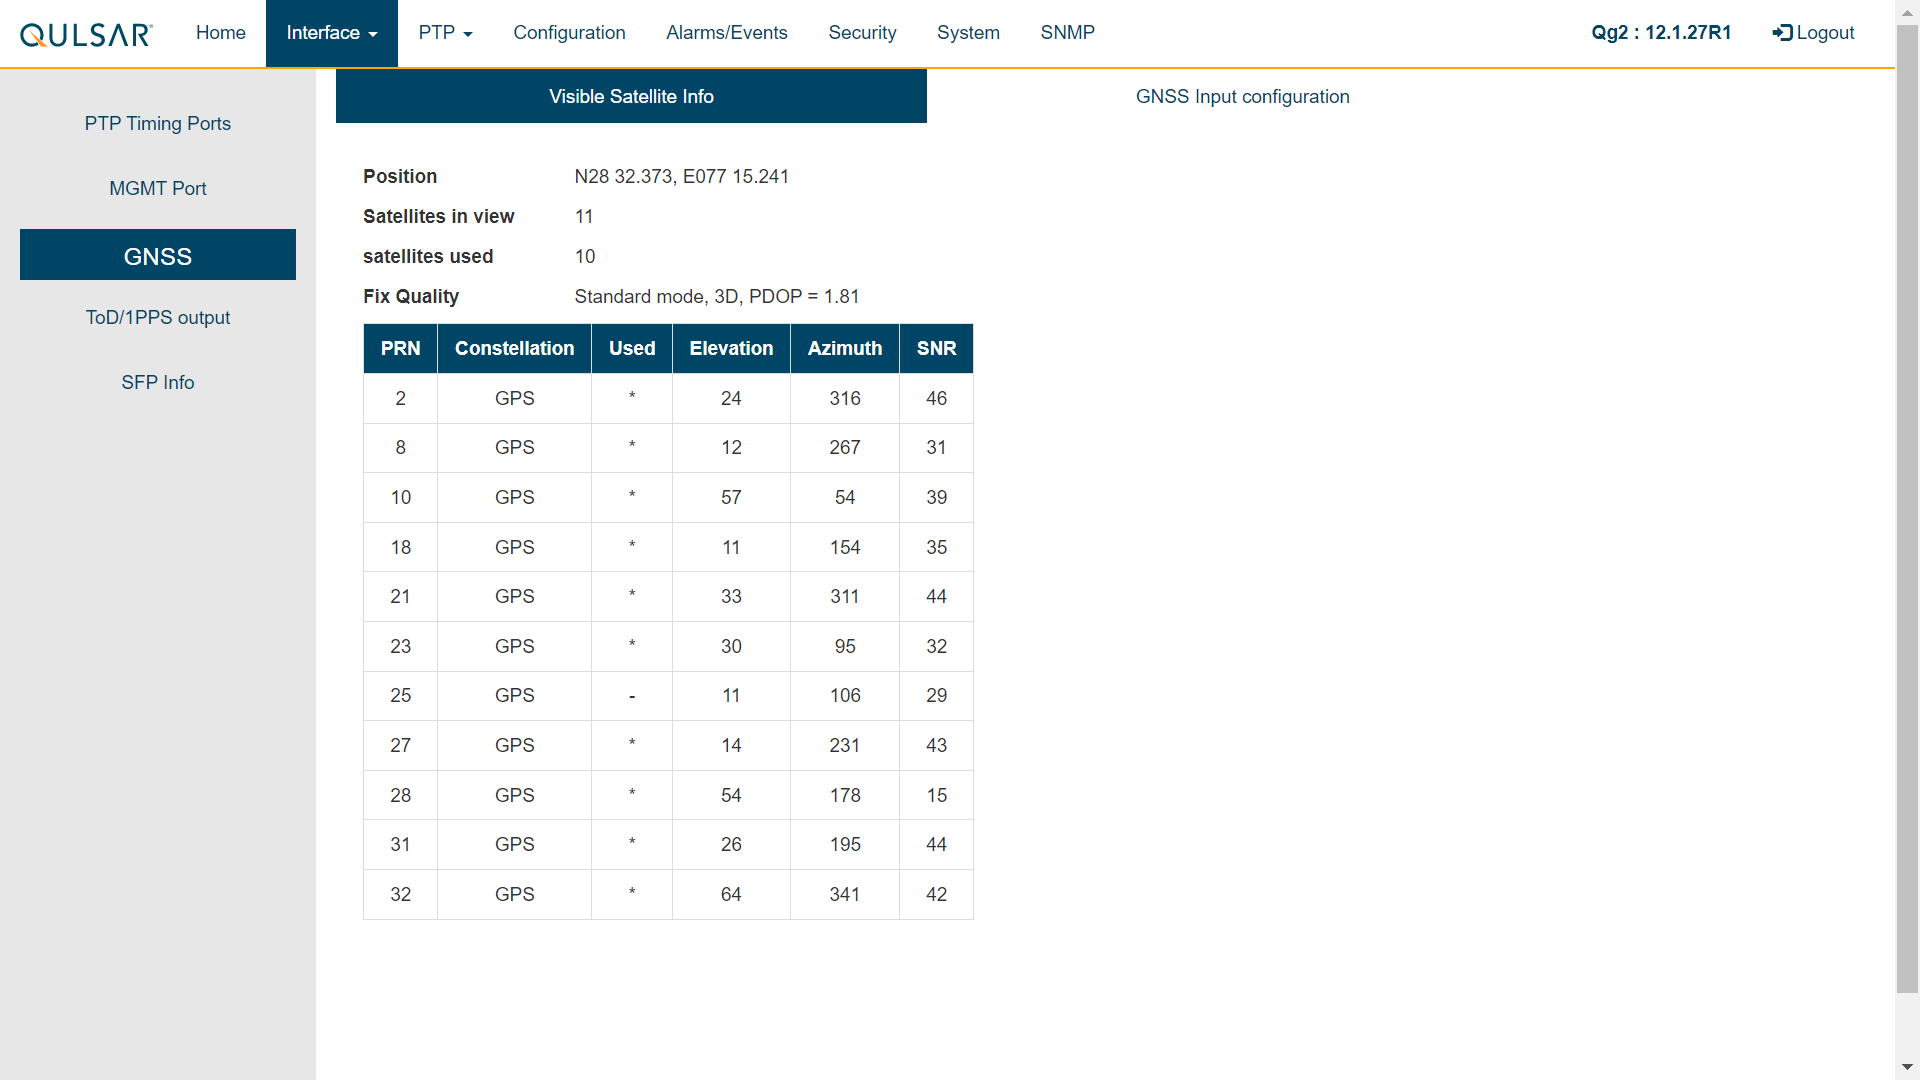 QULSAR Home Interface PTP Configuration Alarms/Events Security System SNMP Qg2 : 12.1.27R1 Logout
Visible Satellite Info GNSS Input configuration
PTP Timing Ports
MGMT Port
GNSS
ToD/1PPS output
SFP Info
Position N28 32.373, E077 15.241
Satellites in view 11
satellites used 10
Fix Quality Standard mode, 3D, PDOP = 1.81
PRN Constellation Used Elevation Azimuth SNR
2 GPS * 24 316 46
8 GPS * 12 267 31
10 GPS * 57 54 39
18 GPS * 11 154 35
21 GPS * 33 311 44
23 GPS * 30 95 32
25 GPS - 11 106 29
27 GPS * 14 231 43
28 GPS * 54 178 15
31 GPS * 26 195 44
32 GPS * 64 341 42